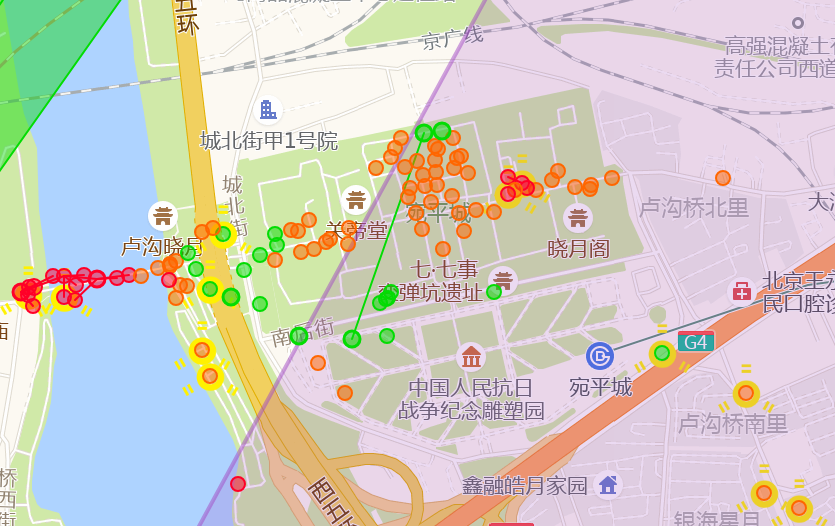 五环
京广线
高强混凝土
责任公司西道
城北街甲1号院
城北街
卢沟桥北里
宛平城
关帝堂
卢沟晓月
晓月阁
七·七事
变弹坑遗址
北京王
民口腔诊
南后街
G4
中国人民抗日
战争纪念雕塑园
宛平城
卢沟桥南里
桥西街
西五环
鑫融皓月家园
银海星月